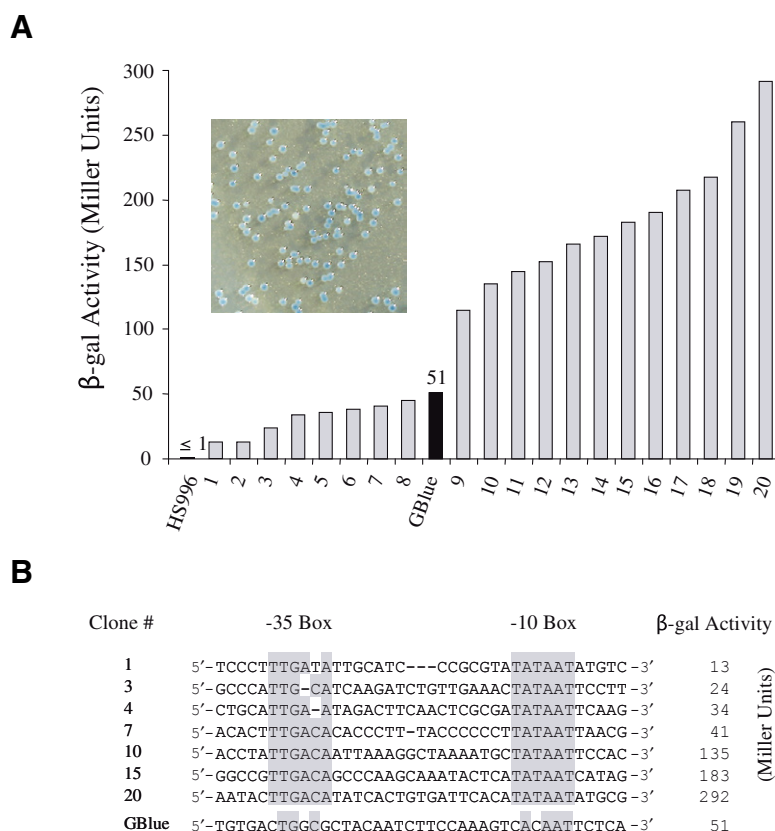 A
300
250
200
150
100
50
0
β-gal Activity (Miller Units)
≤ 1
51
HS996 1 2 3 4 5 6 7 8 GBlue 9 10 11 12 13 14 15 16 17 18 19 20
B
Clone # -35 Box -10 Box β-gal Activity
1 5′-TCCCTTTGATATTGCATC---CCGCGTATATAATATGTC-3′ 13
3 5′-GCCCATTG-CATCAAGATCTGTTGAAACTATAATTCCTT-3′ 24
4 5′-CTGCATTGA-ATAGACTTCAACTCGCGATATAATTCAAG-3′ 34
7 5′-ACACTTTGACACACCCTT-TACCCCCCTTATAATTAACG-3′ 41
10 5′-ACCTATTGACAATTAAAGGCTAAAATGCTATAATTCCAC-3′ 135
15 5′-GGCCGTTGACAGCCCAAGCAAATACTCATATAATCATAG-3′ 183
20 5′-AATACTTGACATATCACTGTGATTCACATATAATATGCG-3′ 292
GBlue 5′-TGTGACTGGCGCTACAATCTTCCAAAGTCACAATTCTCA-3′ 51
(Miller Units)